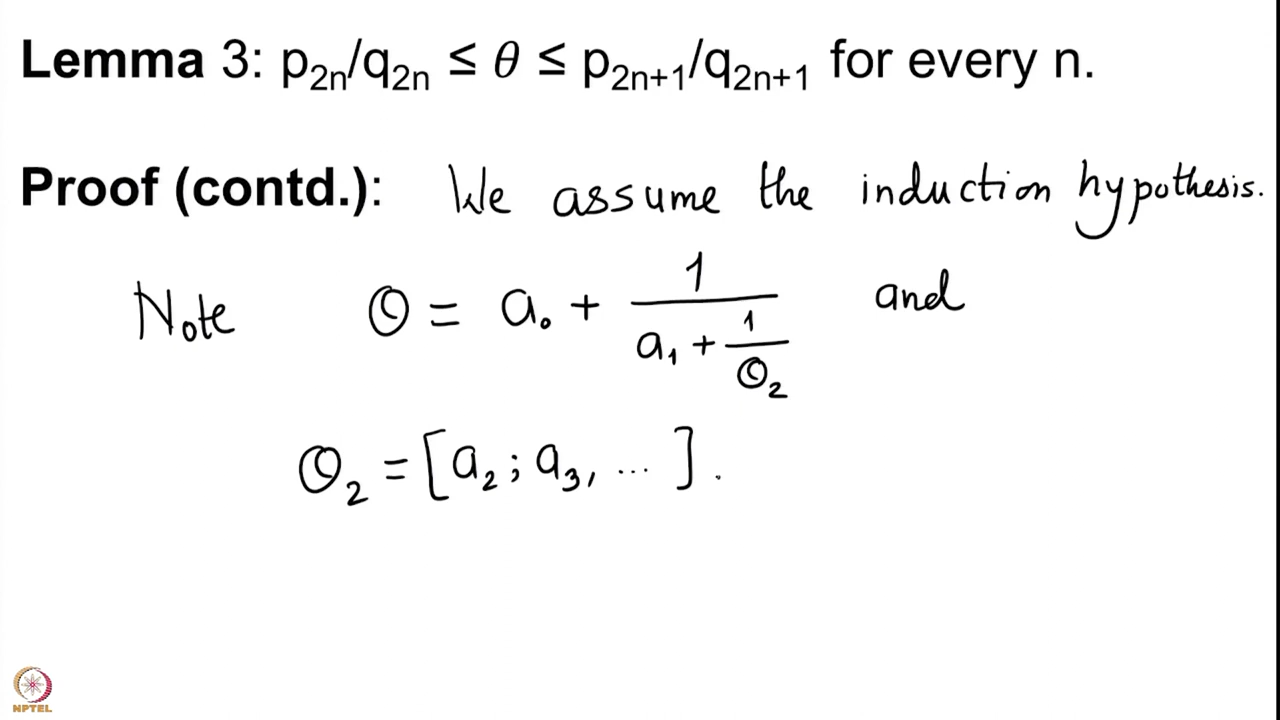 Lemma 3: p₂ₙ/q₂ₙ ≤ θ ≤ p₂ₙ₊₁/q₂ₙ₊₁ for every n.
Proof (contd.): We assume the induction hypothesis.
Note θ = a₀ + 1/(a₁ + 1/θ₂) and
θ₂ = [a₂; a₃, ...].
NPTEL